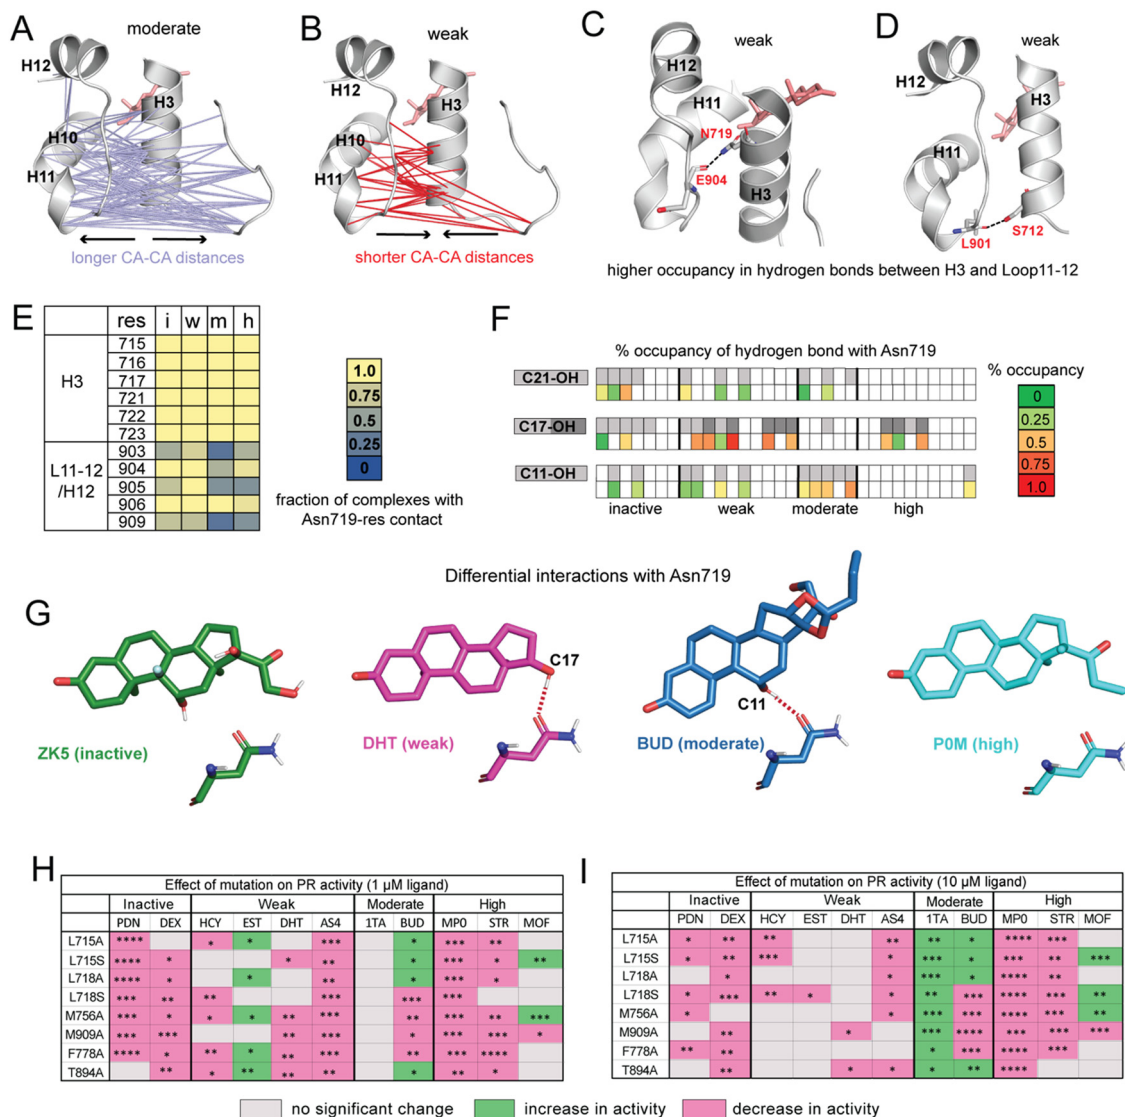 A
moderate
H12
H3
H10
H11
longer CA-CA distances
B
weak
H12
H3
H10
H11
shorter CA-CA distances
C
weak
H12
H11
N719
E904
H3
D
weak
H12
H3
H11
L901
S712
higher occupancy in hydrogen bonds between H3 and Loop11-12
E
res i w m h
H3
715
716
717
721
722
723
L11-12
/H12
903
904
905
906
909
1.0
0.75
0.5
0.25
0
fraction of complexes with
Asn719-res contact
F
% occupancy of hydrogen bond with Asn719
C21-OH
C17-OH
C11-OH
inactive weak moderate high
% occupancy
0
0.25
0.5
0.75
1.0
Differential interactions with Asn719
G
ZK5 (inactive)
C17
DHT (weak)
C11
BUD (moderate)
P0M (high)
H
Effect of mutation on PR activity (1 µM ligand)
Inactive Weak Moderate High
PDN DEX HCY EST DHT AS4 1TA BUD MP0 STR MOF
L715A **** * * *** * *** **
L715S **** * * ** * *** * **
L718A **** * * ** * *** *
L718S *** ** ** *** *** ***
M756A *** * * * ** *** ** *** ** ***
M909A *** *** ** *** * *** *** *
F778A **** * ** * ** *** ** *** ****
T894A ** * ** ** ** * ** *
I
Effect of mutation on PR activity (10 µM ligand)
Inactive Weak Moderate High
PDN DEX HCY EST DHT AS4 1TA BUD MP0 STR MOF
L715A * ** ** ** ** * **** ***
L715S * ** *** * *** * *** ** ***
L718A * * *** * **** **
L718S * *** ** * * ** *** **** *** **
M756A * * *** ** **** *** **
M909A ** * *** **** *** *** ***
F778A ** ** * *** **** ***
T894A ** * * * ** ****
no significant change
increase in activity
decrease in activity